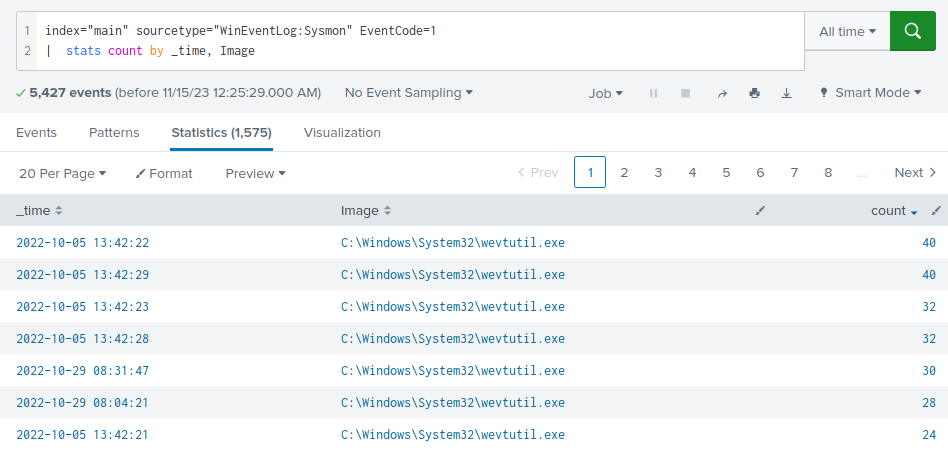 1 index="main" sourcetype="WinEventLog:Sysmon" EventCode=1
2 | stats count by _time, Image
All time
5,427 events (before 11/15/23 12:25:29.000 AM) No Event Sampling Job Smart Mode
Events Patterns Statistics (1,575) Visualization
20 Per Page Format Preview < Prev 1 2 3 4 5 6 7 8 ... Next >
_time Image count
2022-10-05 13:42:22 C:\Windows\System32\wevtutil.exe 40
2022-10-05 13:42:29 C:\Windows\System32\wevtutil.exe 40
2022-10-05 13:42:23 C:\Windows\System32\wevtutil.exe 32
2022-10-05 13:42:28 C:\Windows\System32\wevtutil.exe 32
2022-10-29 08:31:47 C:\Windows\System32\wevtutil.exe 30
2022-10-29 08:04:21 C:\Windows\System32\wevtutil.exe 28
2022-10-05 13:42:21 C:\Windows\System32\wevtutil.exe 24